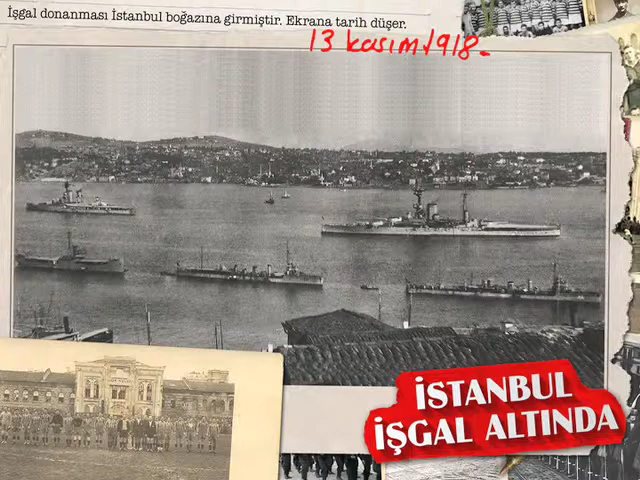 İşgal donanması İstanbul boğazına girmiştir. Ekrana tarih düşer.
13 kasım 1918.
İSTANBUL
İŞGAL ALTINDA